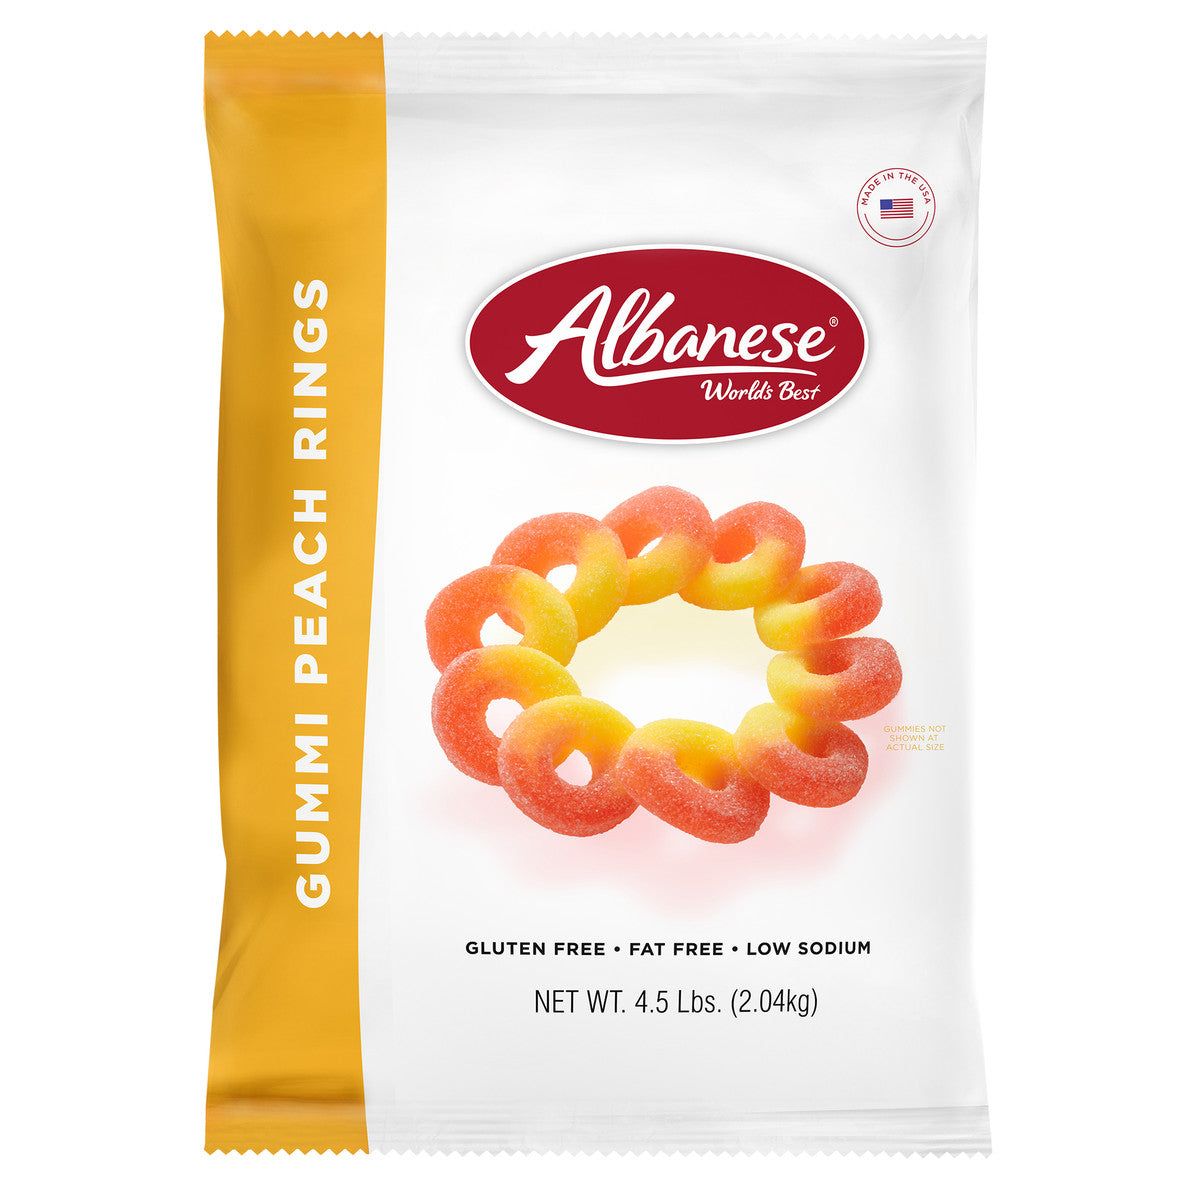 MADE IN THE USA
Albanese®
World's Best
GUMMI PEACH RINGS
GUMMIES NOT
SHOWN AT
ACTUAL SIZE
GLUTEN FREE • FAT FREE • LOW SODIUM
NET WT. 4.5 Lbs. (2.04kg)